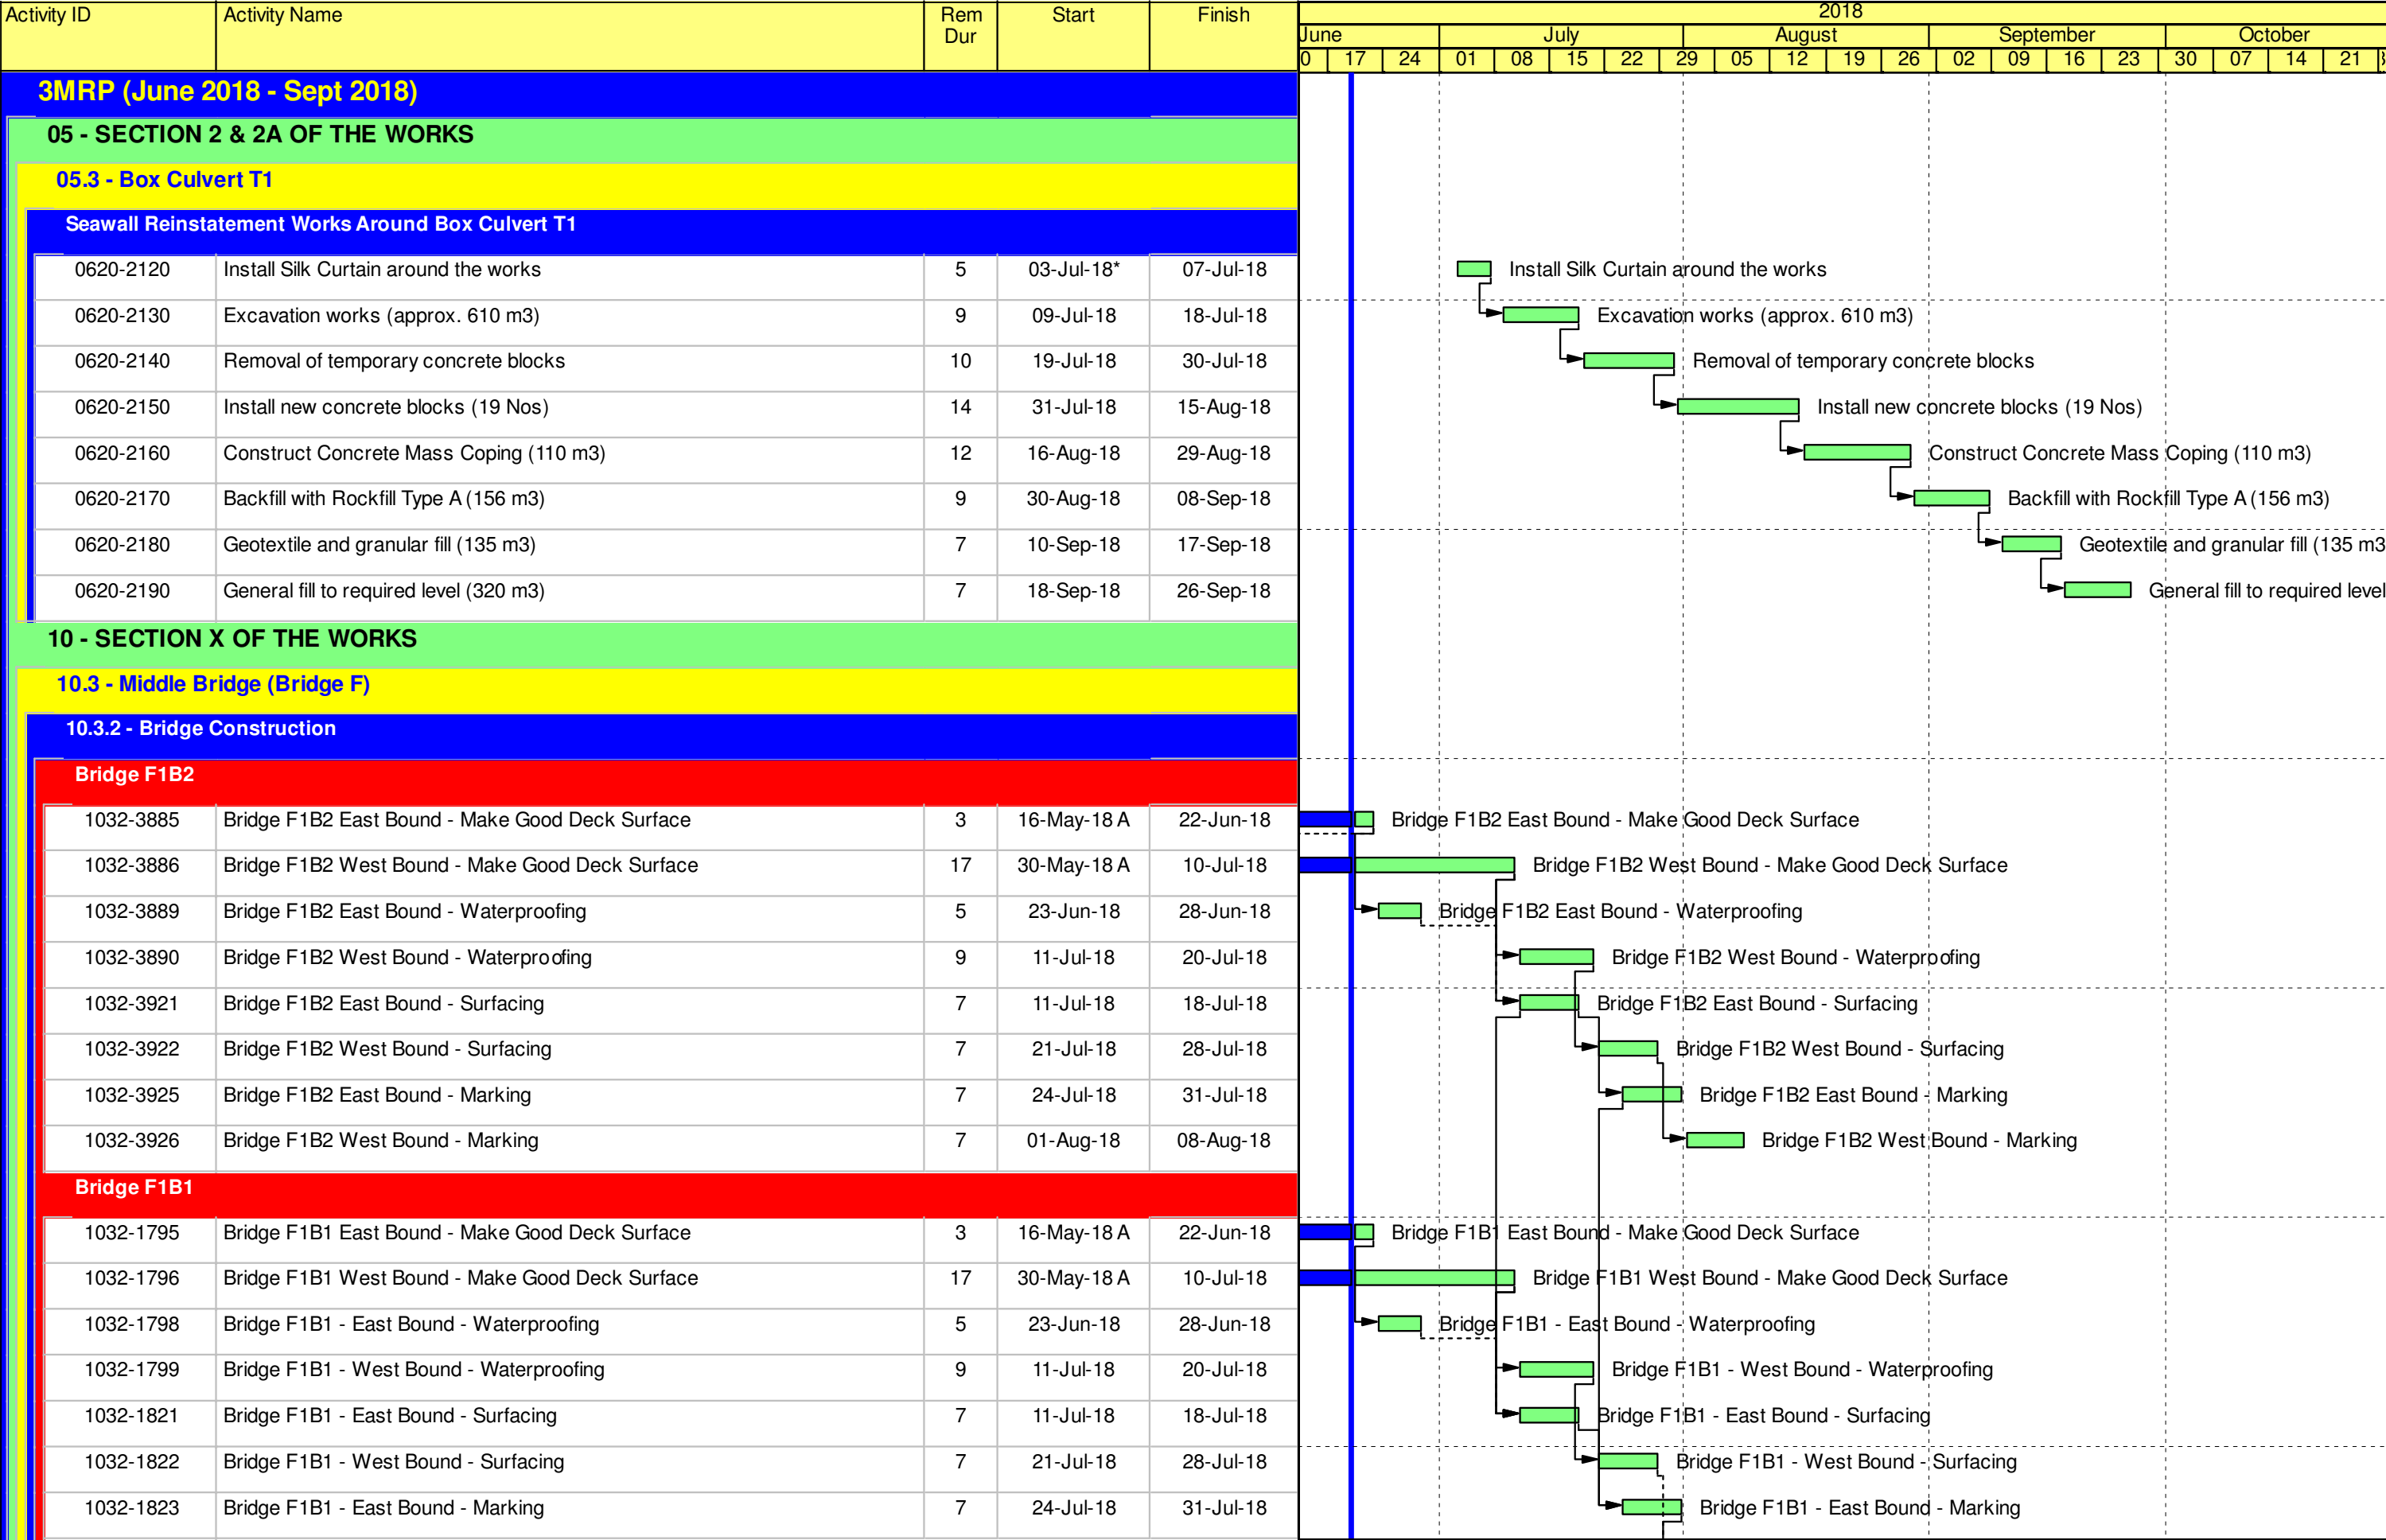 Activity ID Activity Name Rem Dur Start Finish 2018
June July August September October
0 17 24 01 08 15 22 29 05 12 19 26 02 09 16 23 30 07 14 21
3MRP (June 2018 - Sept 2018)
05 - SECTION 2 & 2A OF THE WORKS
05.3 - Box Culvert T1
Seawall Reinstatement Works Around Box Culvert T1
0620-2120 Install Silk Curtain around the works 5 03-Jul-18* 07-Jul-18 Install Silk Curtain around the works
0620-2130 Excavation works (approx. 610 m3) 9 09-Jul-18 18-Jul-18 Excavation works (approx. 610 m3)
0620-2140 Removal of temporary concrete blocks 10 19-Jul-18 30-Jul-18 Removal of temporary concrete blocks
0620-2150 Install new concrete blocks (19 Nos) 14 31-Jul-18 15-Aug-18 Install new concrete blocks (19 Nos)
0620-2160 Construct Concrete Mass Coping (110 m3) 12 16-Aug-18 29-Aug-18 Construct Concrete Mass Coping (110 m3)
0620-2170 Backfill with Rockfill Type A (156 m3) 9 30-Aug-18 08-Sep-18 Backfill with Rockfill Type A (156 m3)
0620-2180 Geotextile and granular fill (135 m3) 7 10-Sep-18 17-Sep-18 Geotextile and granular fill (135 m3
0620-2190 General fill to required level (320 m3) 7 18-Sep-18 26-Sep-18 General fill to required level
10 - SECTION X OF THE WORKS
10.3 - Middle Bridge (Bridge F)
10.3.2 - Bridge Construction
Bridge F1B2
1032-3885 Bridge F1B2 East Bound - Make Good Deck Surface 3 16-May-18 A 22-Jun-18 Bridge F1B2 East Bound - Make Good Deck Surface
1032-3886 Bridge F1B2 West Bound - Make Good Deck Surface 17 30-May-18 A 10-Jul-18 Bridge F1B2 West Bound - Make Good Deck Surface
1032-3889 Bridge F1B2 East Bound - Waterproofing 5 23-Jun-18 28-Jun-18 Bridge F1B2 East Bound - Waterproofing
1032-3890 Bridge F1B2 West Bound - Waterproofing 9 11-Jul-18 20-Jul-18 Bridge F1B2 West Bound - Waterproofing
1032-3921 Bridge F1B2 East Bound - Surfacing 7 11-Jul-18 18-Jul-18 Bridge F1B2 East Bound - Surfacing
1032-3922 Bridge F1B2 West Bound - Surfacing 7 21-Jul-18 28-Jul-18 Bridge F1B2 West Bound - Surfacing
1032-3925 Bridge F1B2 East Bound - Marking 7 24-Jul-18 31-Jul-18 Bridge F1B2 East Bound - Marking
1032-3926 Bridge F1B2 West Bound - Marking 7 01-Aug-18 08-Aug-18 Bridge F1B2 West Bound - Marking
Bridge F1B1
1032-1795 Bridge F1B1 East Bound - Make Good Deck Surface 3 16-May-18 A 22-Jun-18 Bridge F1B1 East Bound - Make Good Deck Surface
1032-1796 Bridge F1B1 West Bound - Make Good Deck Surface 17 30-May-18 A 10-Jul-18 Bridge F1B1 West Bound - Make Good Deck Surface
1032-1798 Bridge F1B1 - East Bound - Waterproofing 5 23-Jun-18 28-Jun-18 Bridge F1B1 - East Bound - Waterproofing
1032-1799 Bridge F1B1 - West Bound - Waterproofing 9 11-Jul-18 20-Jul-18 Bridge F1B1 - West Bound - Waterproofing
1032-1821 Bridge F1B1 - East Bound - Surfacing 7 11-Jul-18 18-Jul-18 Bridge F1B1 - East Bound - Surfacing
1032-1822 Bridge F1B1 - West Bound - Surfacing 7 21-Jul-18 28-Jul-18 Bridge F1B1 - West Bound - Surfacing
1032-1823 Bridge F1B1 - East Bound - Marking 7 24-Jul-18 31-Jul-18 Bridge F1B1 - East Bound - Marking